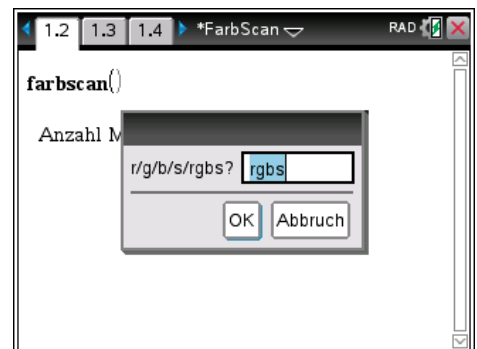 1.2 1.3 1.4 *FarbScan RAD
farbscan()
Anzahl M
r/g/b/s/rgbs? rgbs
OK Abbruch